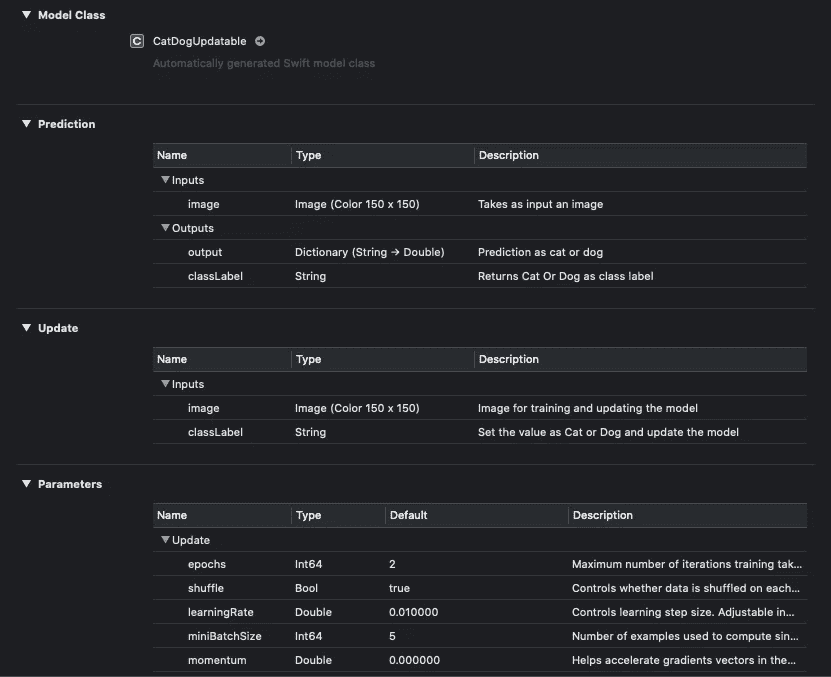 Model Class
C CatDogUpdatable
Automatically generated Swift model class
Prediction
Name Type Description
Inputs
image Image (Color 150 x 150) Takes as input an image
Outputs
output Dictionary (String → Double) Prediction as cat or dog
classLabel String Returns Cat Or Dog as class label
Update
Name Type Description
Inputs
image Image (Color 150 x 150) Image for training and updating the model
classLabel String Set the value as Cat or Dog and update the model
Parameters
Name Type Default Description
Update
epochs Int64 2 Maximum number of iterations training tak...
shuffle Bool true Controls whether data is shuffled on each...
learningRate Double 0.010000 Controls learning step size. Adjustable in...
miniBatchSize Int64 5 Number of examples used to compute sin...
momentum Double 0.000000 Helps accelerate gradients vectors in the...